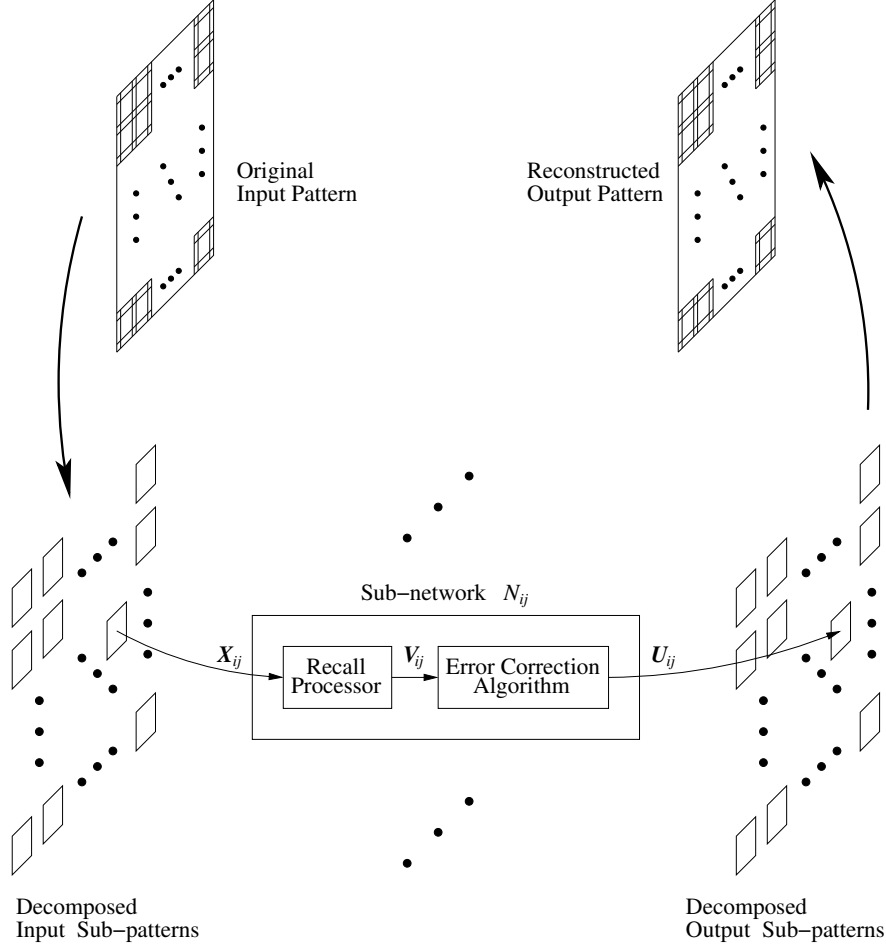 Original
Input Pattern
Reconstructed
Output Pattern
Sub−network N_ij
X_ij
Recall
Processor
V_ij
Error Correction
Algorithm
U_ij
Decomposed
Input Sub−patterns
Decomposed
Output Sub−patterns